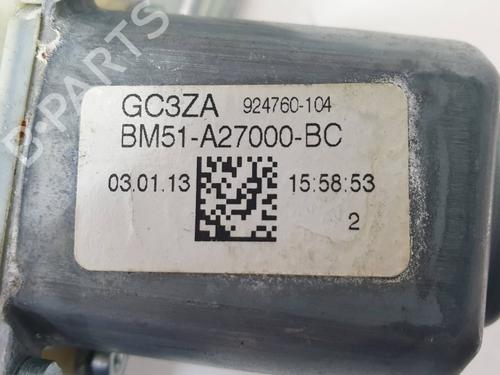 GC3ZA 924760-104
BM51-A27000-BC
03.01.13 15:58:53
2
B-PARTS